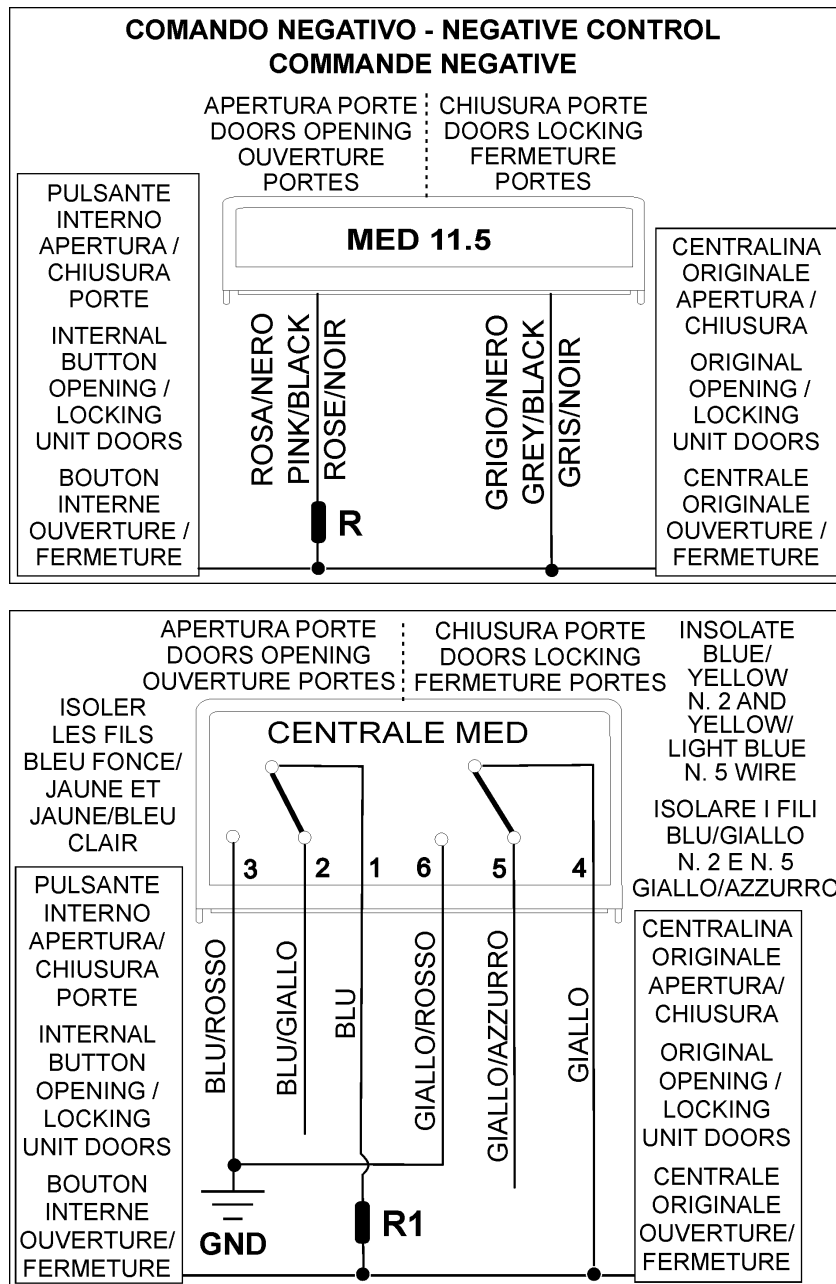 COMANDO NEGATIVO - NEGATIVE CONTROL
COMMANDE NEGATIVE
APERTURA PORTE
DOORS OPENING
OUVERTURE
PORTES
CHIUSURA PORTE
DOORS LOCKING
FERMETURE
PORTES
PULSANTE
INTERNO
APERTURA /
CHIUSURA
PORTE
INTERNAL
BUTTON
OPENING /
LOCKING
UNIT DOORS
BOUTON
INTERNE
OUVERTURE /
FERMETURE
MED 11.5
ROSA/NERO
PINK/BLACK
ROSE/NOIR
R
GRIGIO/NERO
GREY/BLACK
GRIS/NOIR
CENTRALINA
ORIGINALE
APERTURA /
CHIUSURA
ORIGINAL
OPENING /
LOCKING
UNIT DOORS
CENTRALE
ORIGINALE
OUVERTURE /
FERMETURE
APERTURA PORTE
DOORS OPENING
OUVERTURE PORTES
CHIUSURA PORTE
DOORS LOCKING
FERMETURE PORTES
INSOLATE
BLUE/
YELLOW
N. 2 AND
YELLOW/
LIGHT BLUE
N. 5 WIRE
ISOLER
LES FILS
BLEU FONCE/
JAUNE ET
JAUNE/BLEU
CLAIR
CENTRALE MED
ISOLARE I FILI
BLU/GIALLO
N. 2 E N. 5
GIALLO/AZZURRO
3 2 1 6 5 4
PULSANTE
INTERNO
APERTURA/
CHIUSURA
PORTE
INTERNAL
BUTTON
OPENING /
LOCKING
UNIT DOORS
BOUTON
INTERNE
OUVERTURE/
FERMETURE
BLU/ROSSO
BLU/GIALLO
BLU
GIALLO/ROSSO
GIALLO/AZZURRO
GIALLO
GND
R1
CENTRALINA
ORIGINALE
APERTURA/
CHIUSURA
ORIGINAL
OPENING /
LOCKING
UNIT DOORS
CENTRALE
ORIGINALE
OUVERTURE/
FERMETURE